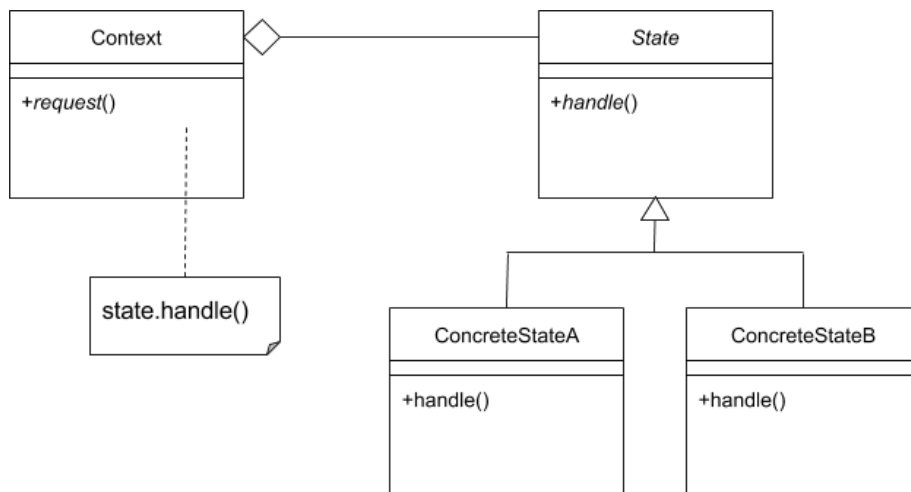 Context
State
+request()
+handle()
state.handle()
ConcreteStateA
ConcreteStateB
+handle()
+handle()